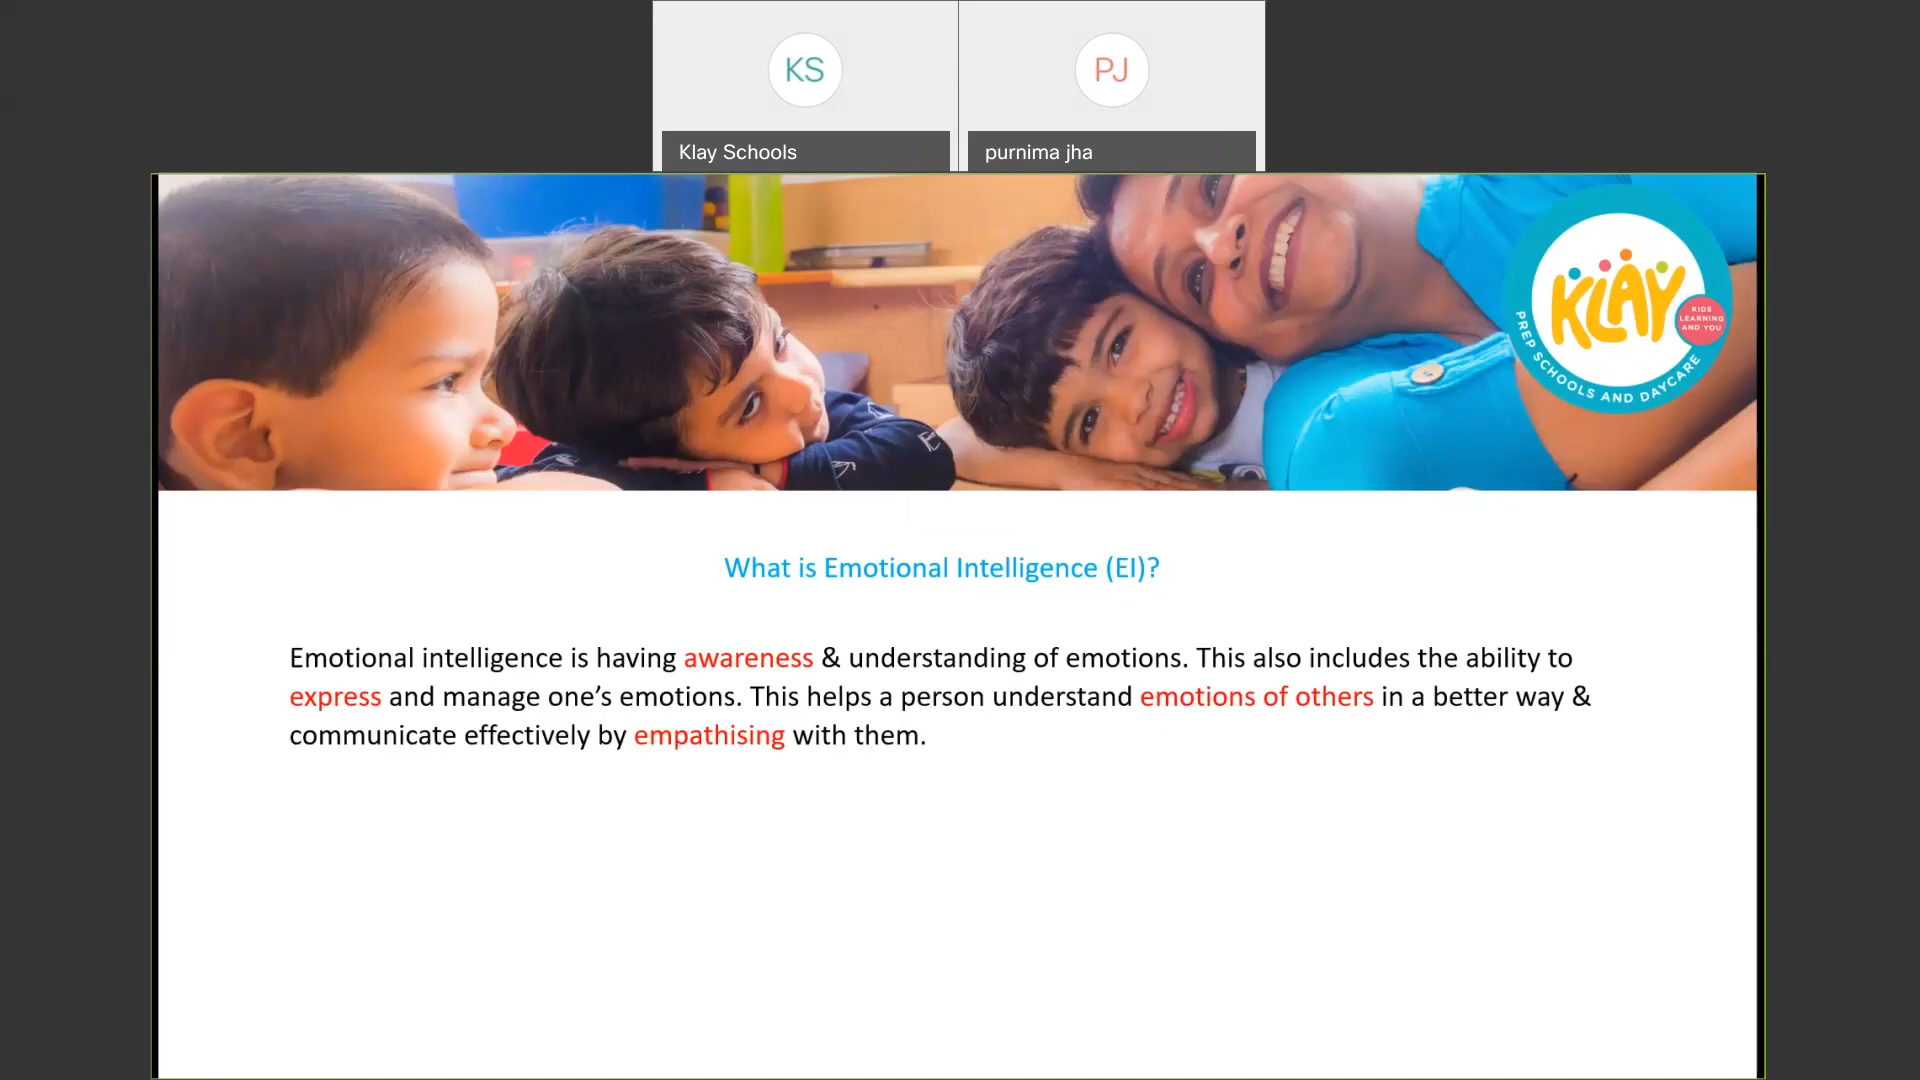 KS
PJ
Klay Schools
purnima jha
KLAY
KIDS
LEARNING
AND YOU
PREP SCHOOLS AND DAYCARE
What is Emotional Intelligence (EI)?
Emotional intelligence is having awareness & understanding of emotions. This also includes the ability to
express and manage one’s emotions. This helps a person understand emotions of others in a better way &
communicate effectively by empathising with them.